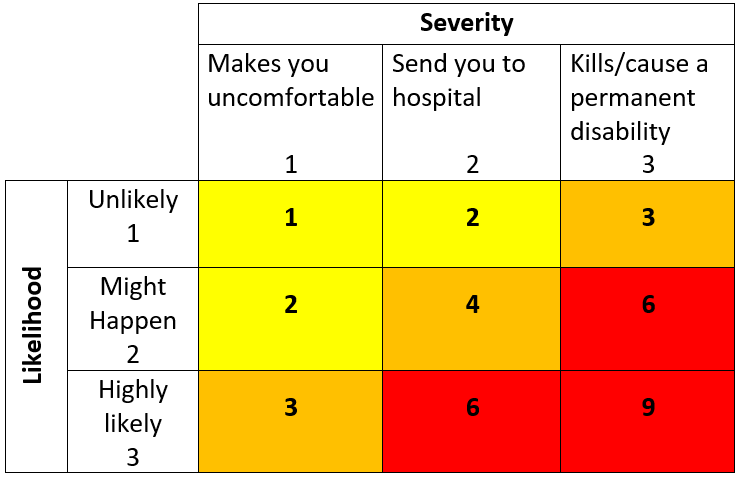 Severity
Makes you
uncomfortable
1
Send you to
hospital
2
Kills/cause a
permanent
disability
3
Likelihood
Unlikely
1
1
2
3
Might
Happen
2
2
4
6
Highly
likely
3
3
6
9